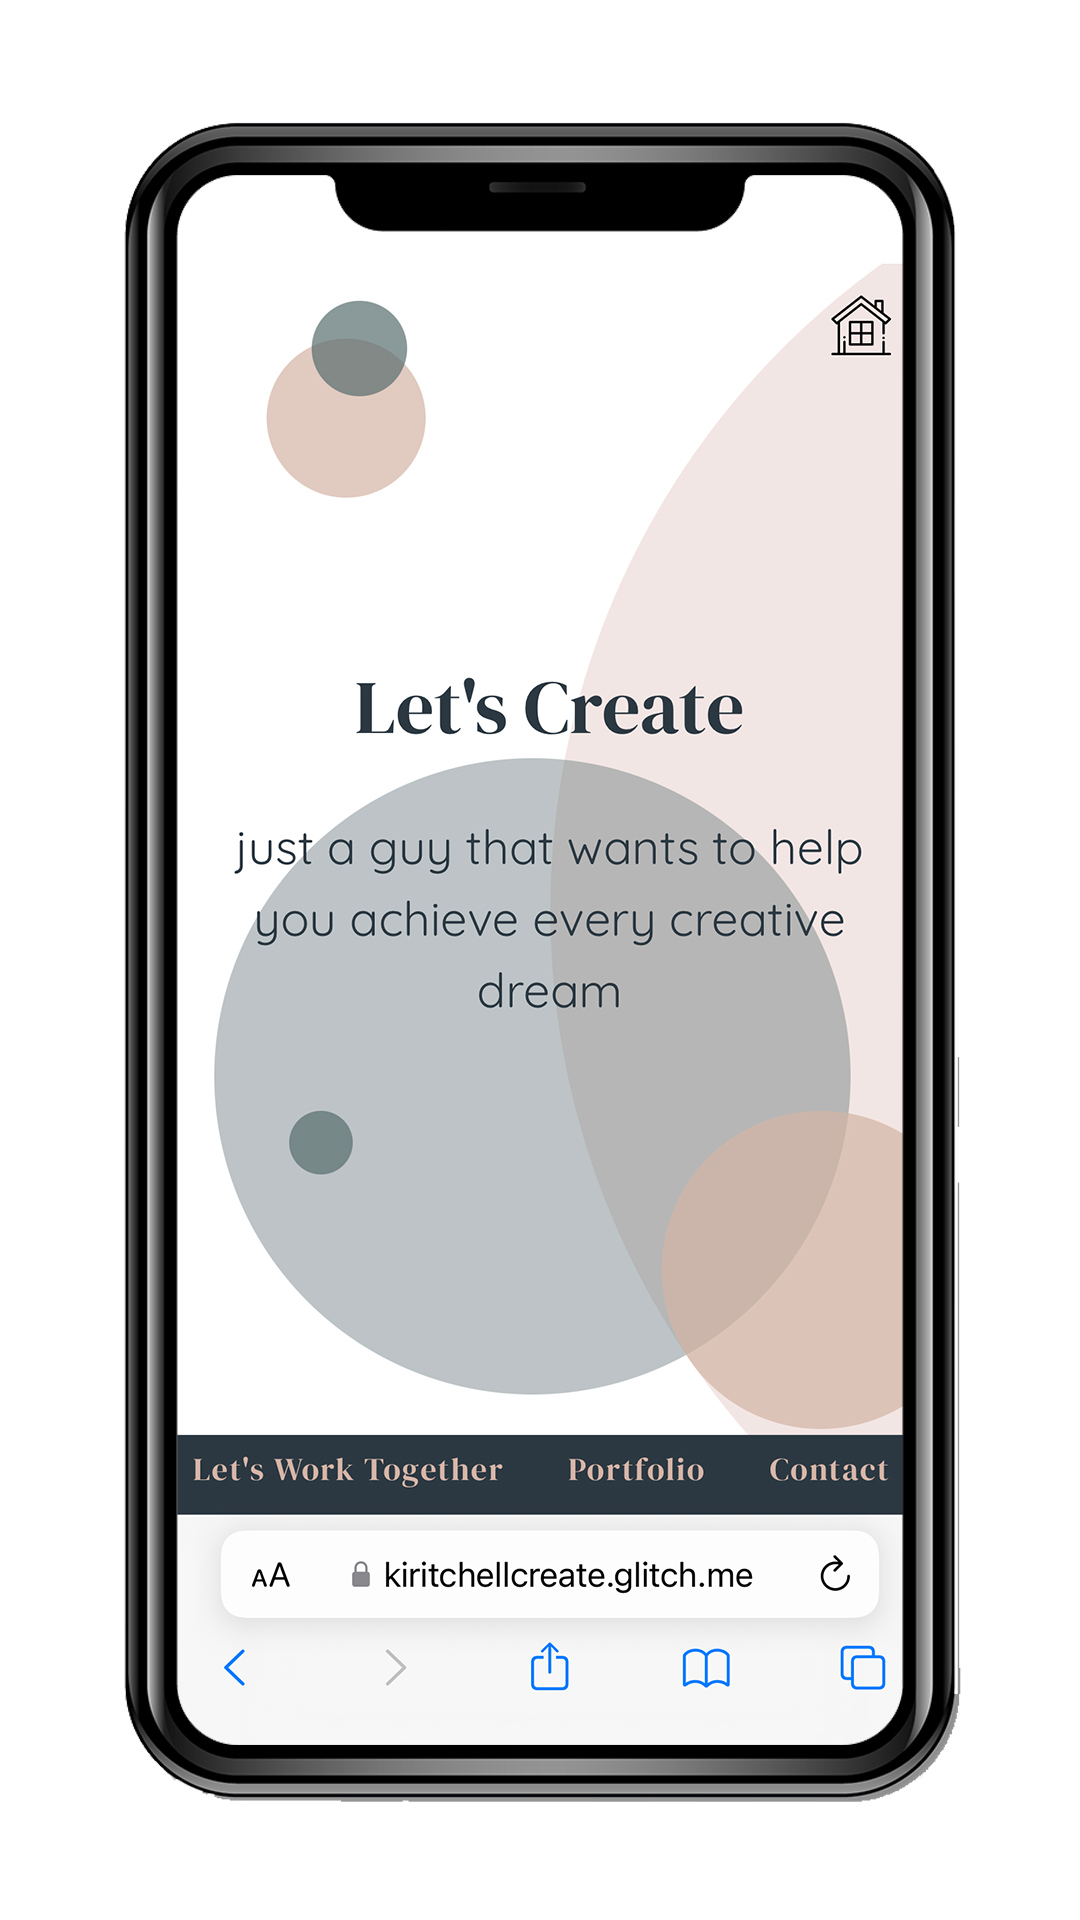 Let's Create
just a guy that wants to help
you achieve every creative
dream
Let's Work Together Portfolio Contact
AA kiritchellcreate.glitch.me